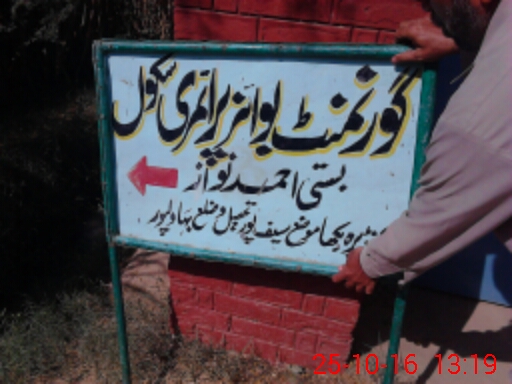 گورنمنٹ بوائز پرائمری سکول
بستی احمد نواز
موضع سیف پور تحصیل و ضلع بہاولپور
25-10-16 13:19